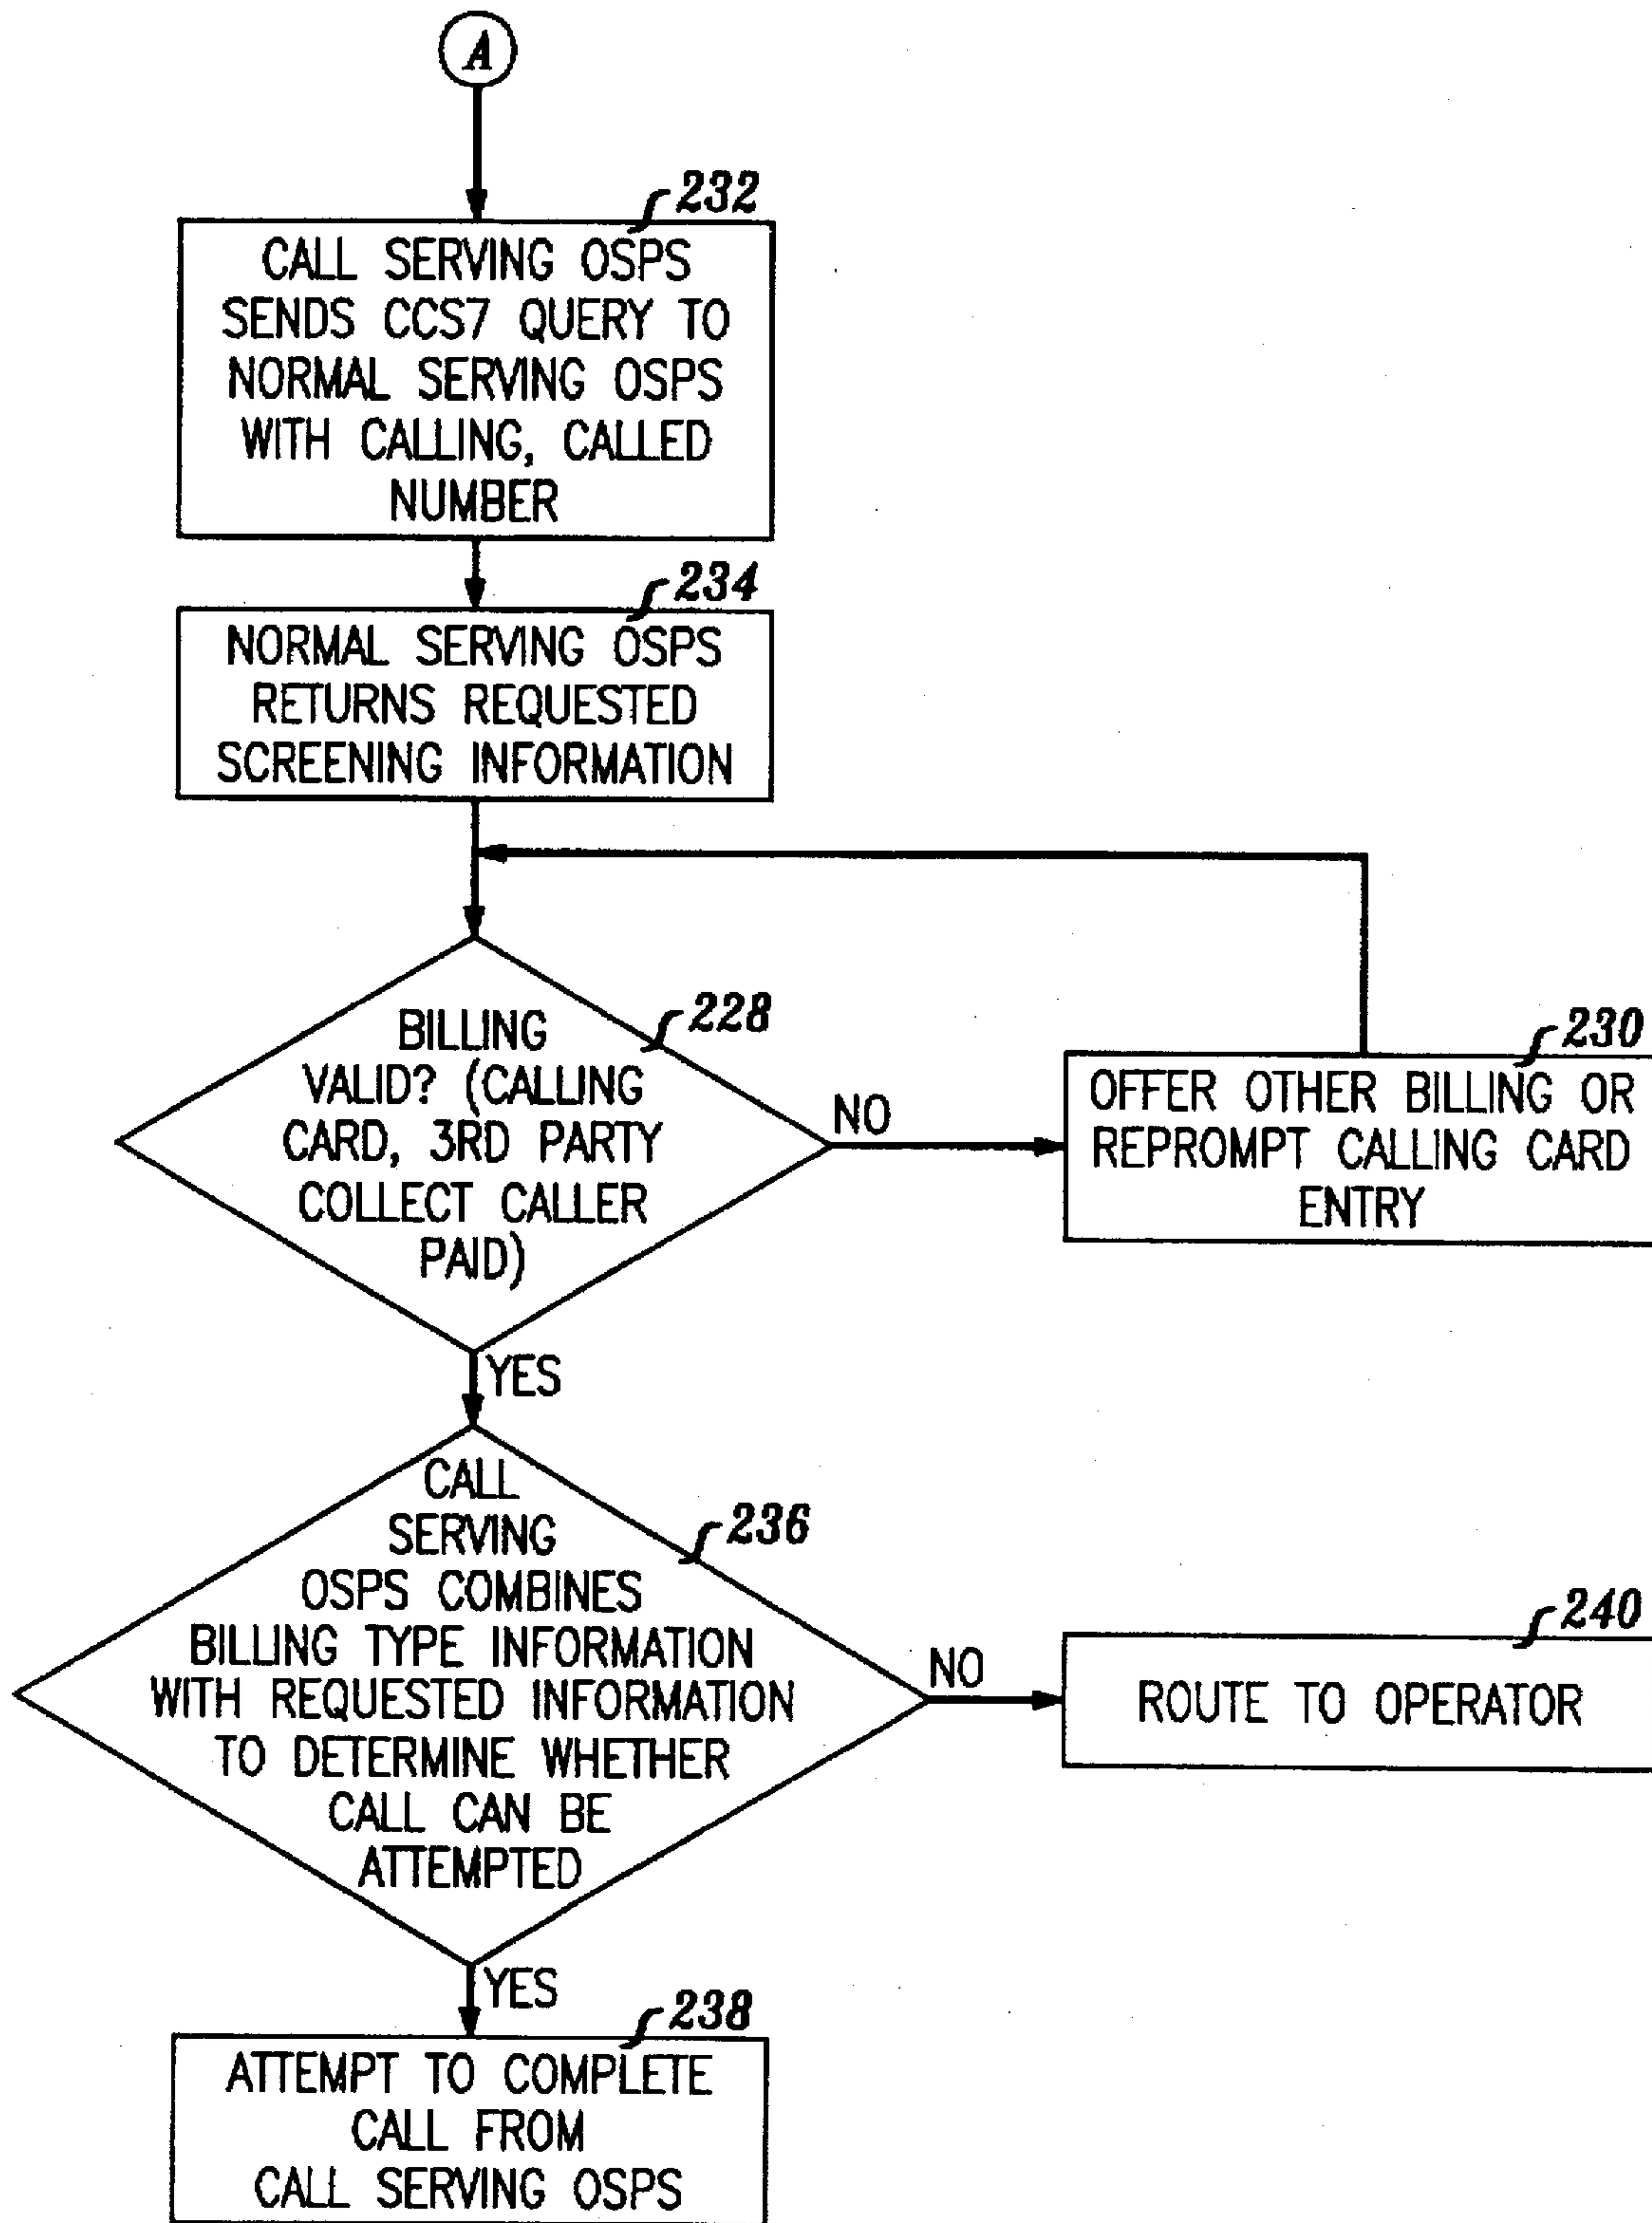 A
232
CALL SERVING OSPS
SENDS CCS7 QUERY TO
NORMAL SERVING OSPS
WITH CALLING, CALLED
NUMBER
234
NORMAL SERVING OSPS
RETURNS REQUESTED
SCREENING INFORMATION
228
BILLING
VALID? (CALLING
CARD, 3RD PARTY
COLLECT CALLER
PAID)
NO
230
OFFER OTHER BILLING OR
REPROMPT CALLING CARD
ENTRY
YES
236
CALL
SERVING
OSPS COMBINES
BILLING TYPE INFORMATION
WITH REQUESTED INFORMATION
TO DETERMINE WHETHER
CALL CAN BE
ATTEMPTED
NO
240
ROUTE TO OPERATOR
YES
238
ATTEMPT TO COMPLETE
CALL FROM
CALL SERVING OSPS